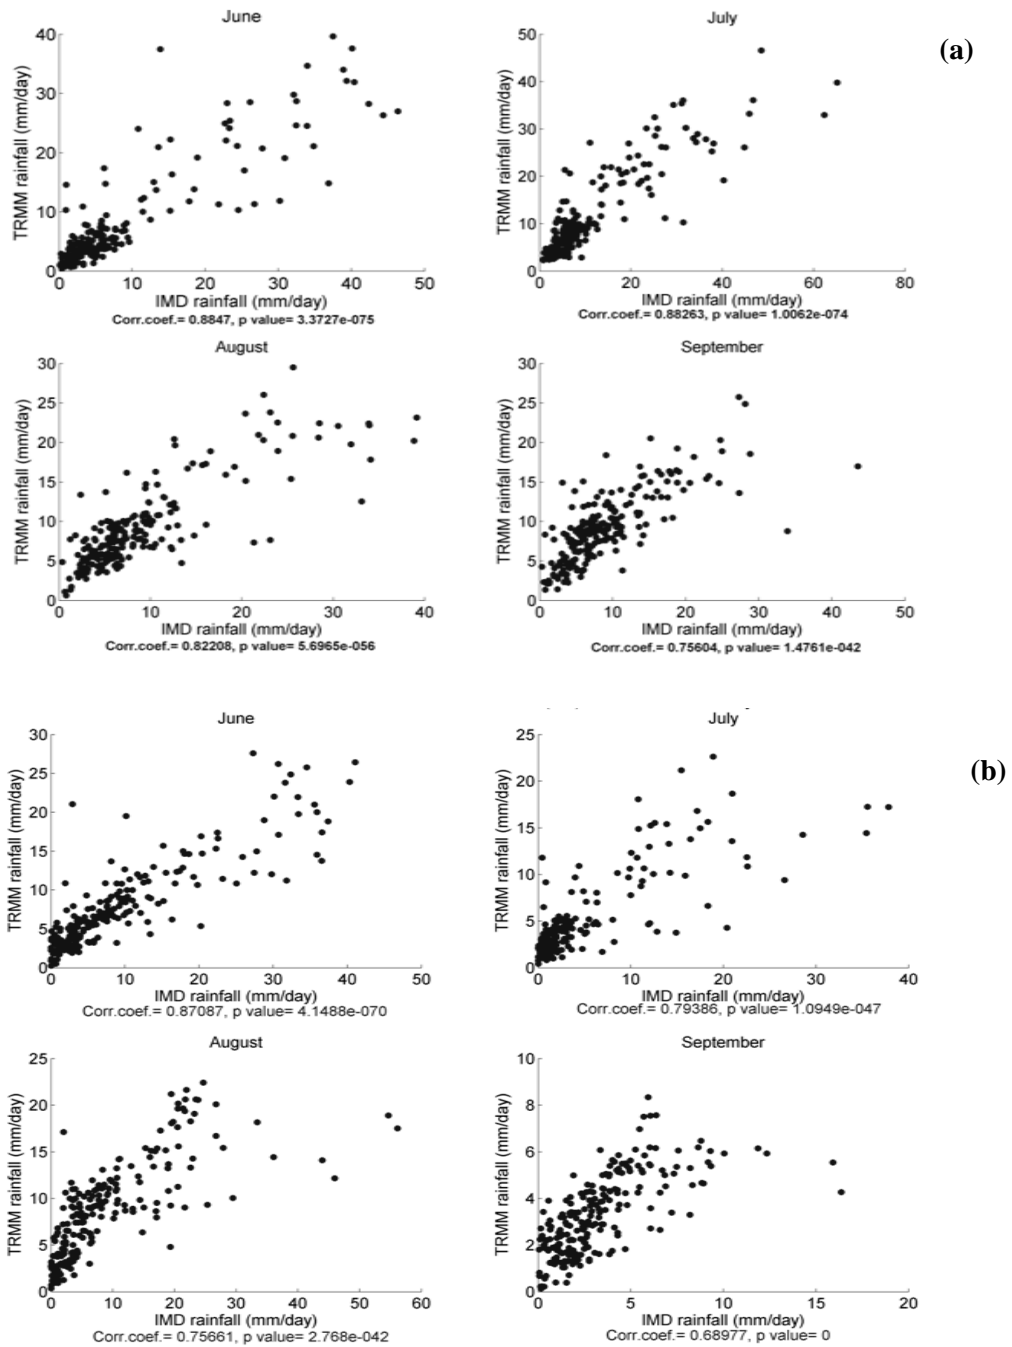 June
July
(a)
TRMM rainfall (mm/day)
40
30
20
10
0
0 10 20 30 40 50
IMD rainfall (mm/day)
Corr.coef.= 0.8847, p value= 3.3727e-075
TRMM rainfall (mm/day)
50
40
30
20
10
0
0 20 40 60 80
IMD rainfall (mm/day)
Corr.coef.= 0.88263, p value= 1.0062e-074
August
September
TRMM rainfall (mm/day)
30
25
20
15
10
5
0
0 10 20 30 40
IMD rainfall (mm/day)
Corr.coef.= 0.82208, p value= 5.6965e-056
TRMM rainfall (mm/day)
30
25
20
15
10
5
0
0 10 20 30 40 50
IMD rainfall (mm/day)
Corr.coef.= 0.75604, p value= 1.4761e-042
June
July
(b)
TRMM rainfall (mm/day)
30
25
20
15
10
5
0
0 10 20 30 40 50
IMD rainfall (mm/day)
Corr.coef.= 0.87087, p value= 4.1488e-070
TRMM rainfall (mm/day)
25
20
15
10
5
0
0 10 20 30 40
IMD rainfall (mm/day)
Corr.coef.= 0.79386, p value= 1.0949e-047
August
September
TRMM rainfall (mm/day)
25
20
15
10
5
0
0 10 20 30 40 50 60
IMD rainfall (mm/day)
Corr.coef.= 0.75661, p value= 2.768e-042
TRMM rainfall (mm/day)
10
8
6
4
2
0
0 5 10 15 20
IMD rainfall (mm/day)
Corr.coef.= 0.68977, p value= 0